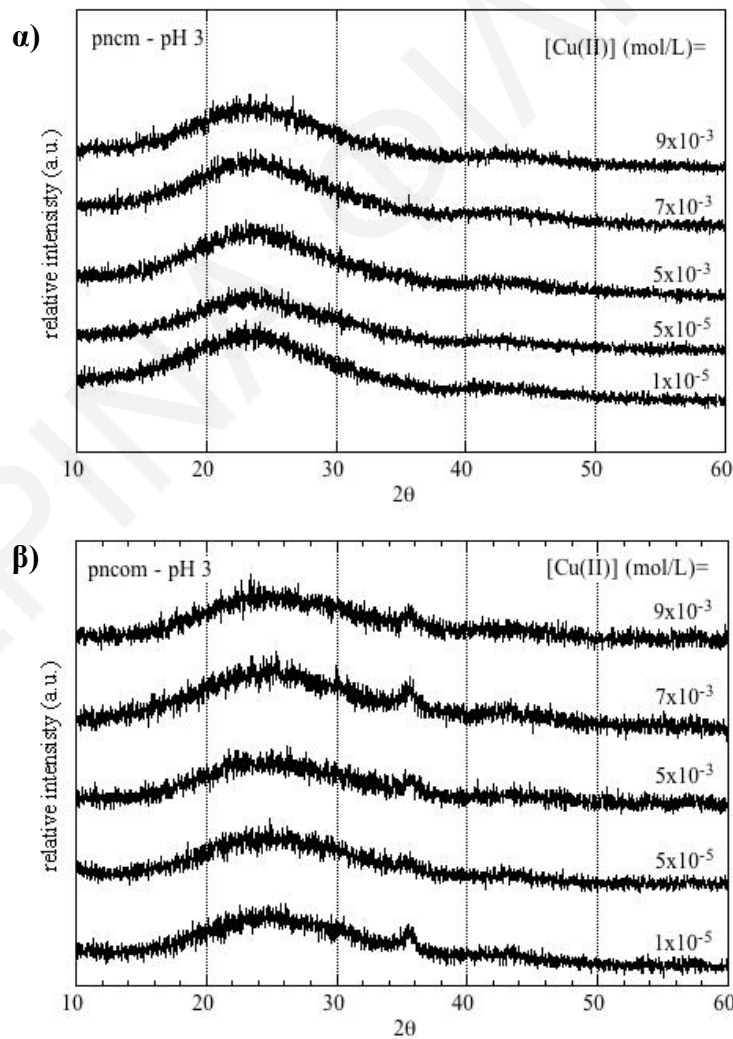 α)
pncm - pH 3
[Cu(II)] (mol/L)=
relative intensisty (a.u.)
9x10⁻³
7x10⁻³
5x10⁻³
5x10⁻⁵
1x10⁻⁵
10 20 30 40 50 60
2θ
β)
pncom - pH 3
[Cu(II)] (mol/L)=
relative intensisty (a.u.)
9x10⁻³
7x10⁻³
5x10⁻³
5x10⁻⁵
1x10⁻⁵
10 20 30 40 50 60
2θ